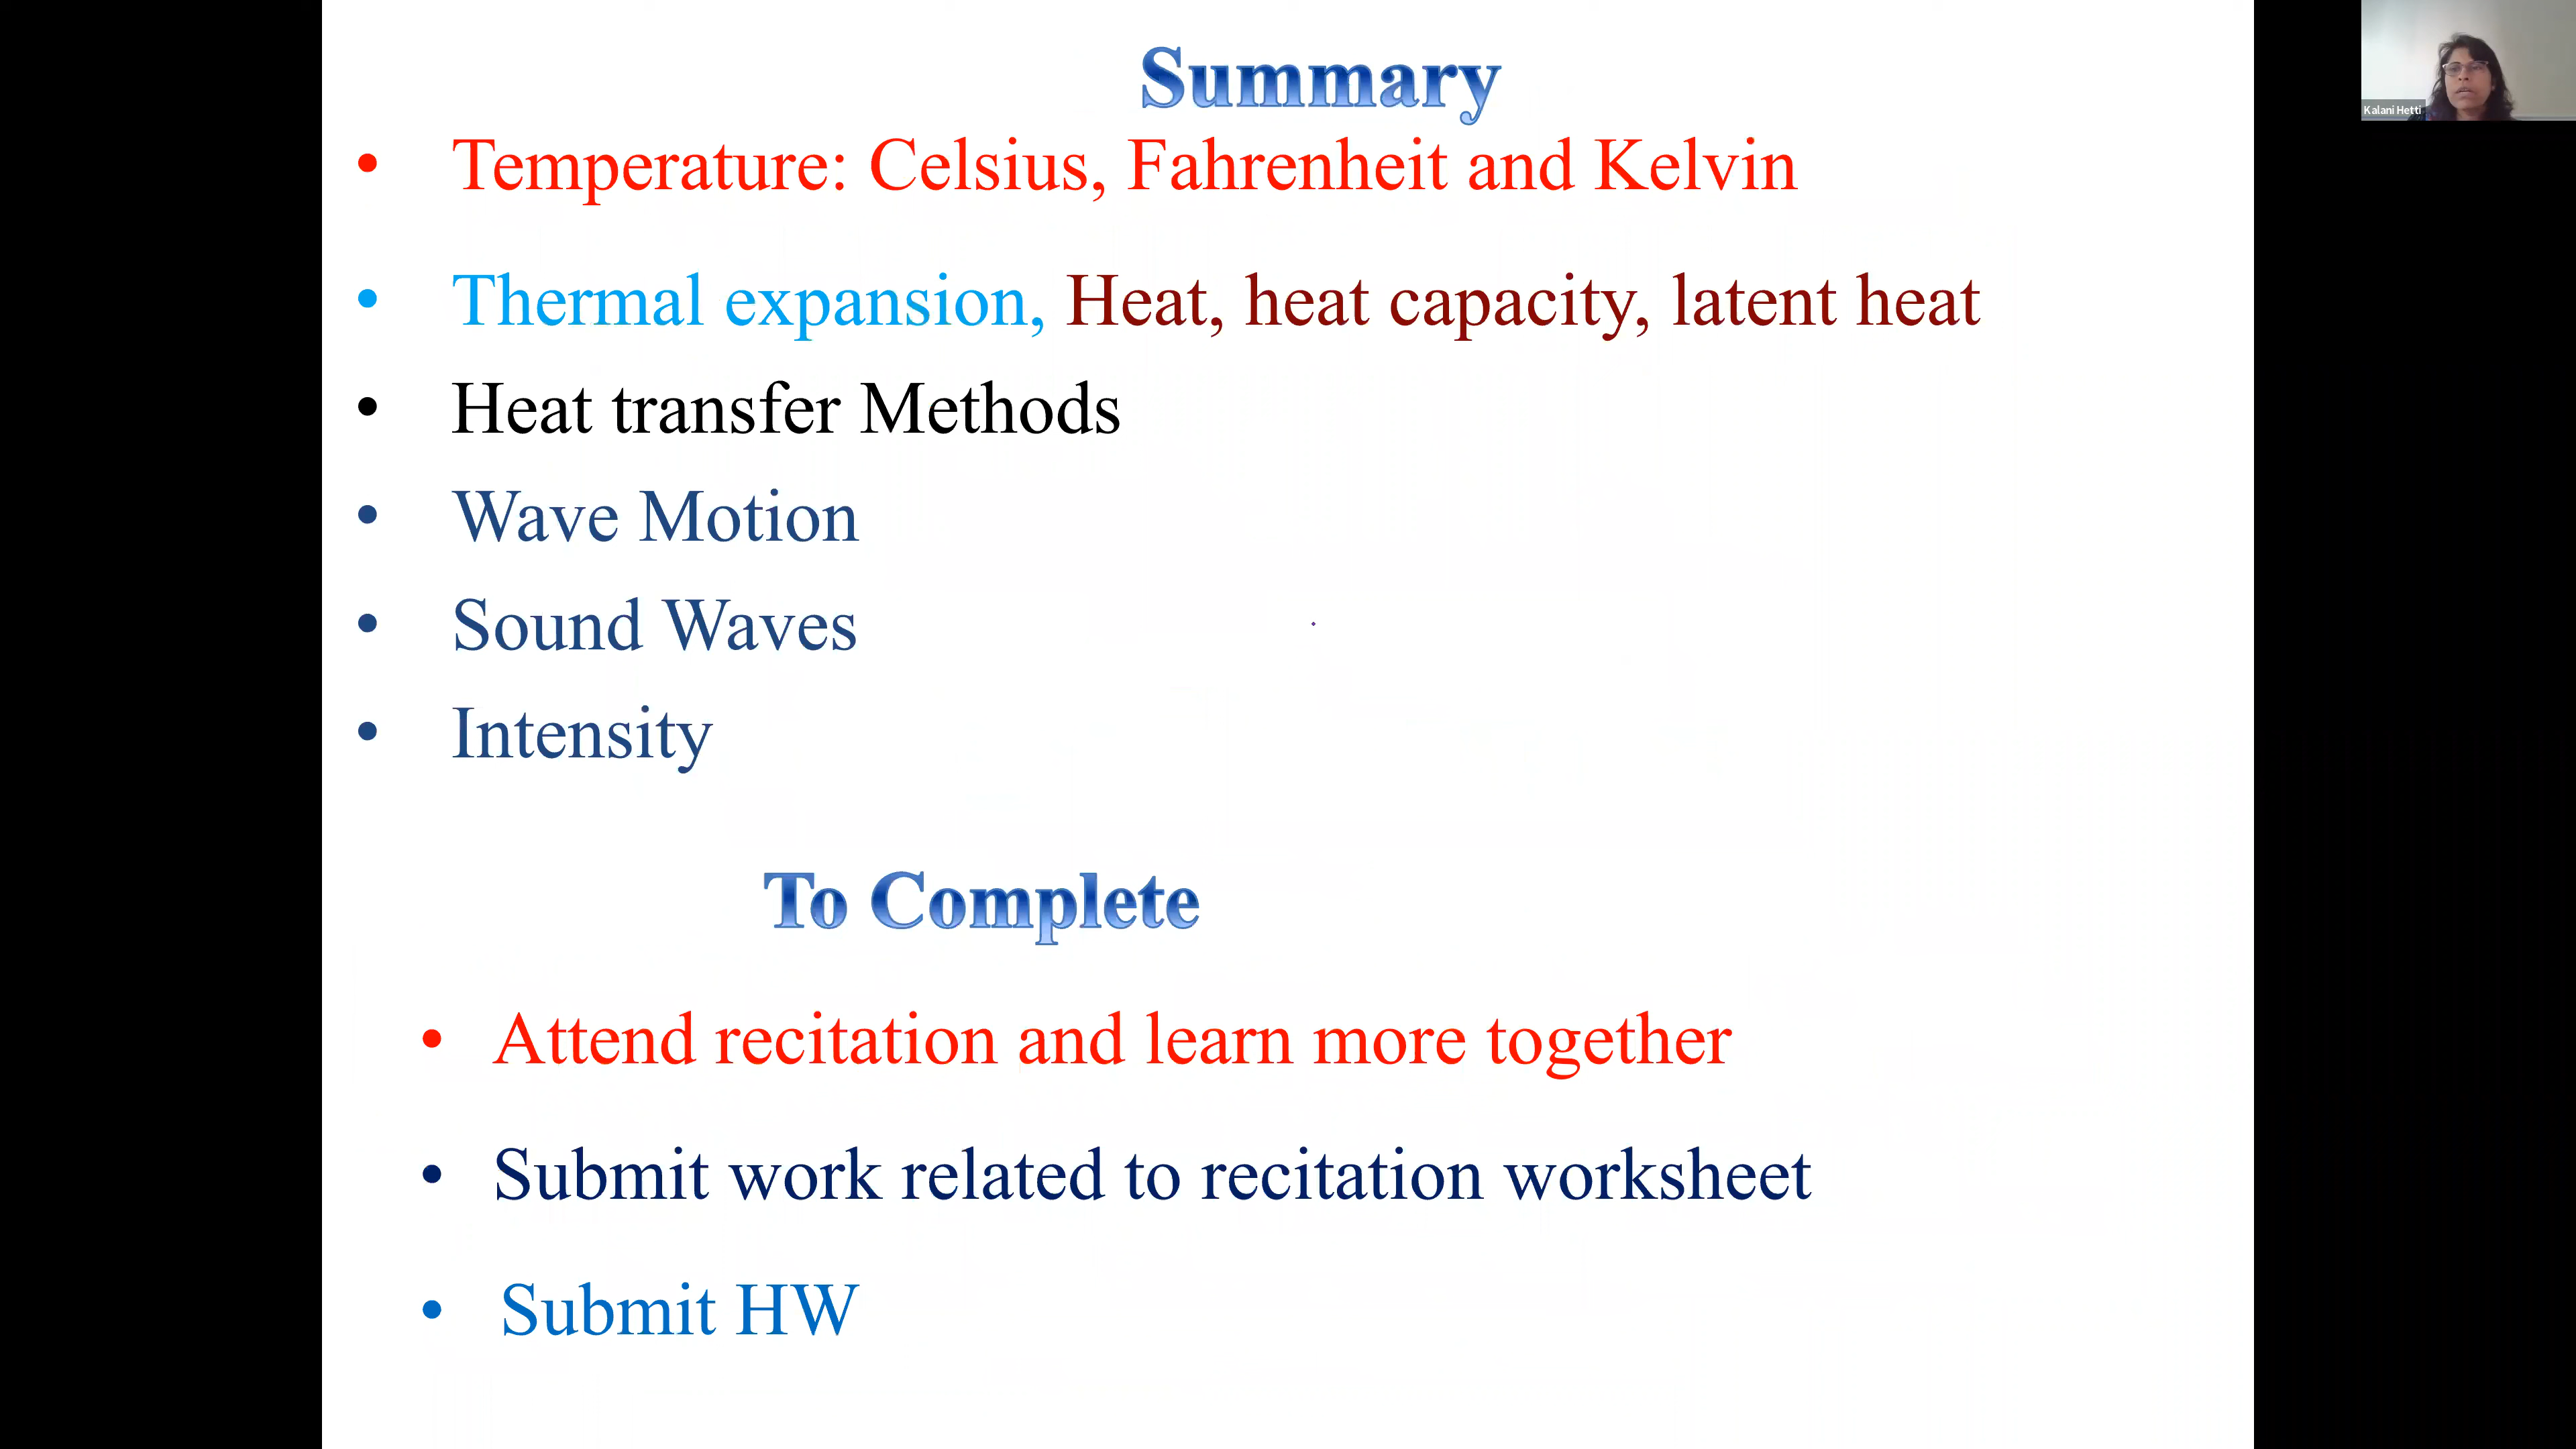 Summary
• Temperature: Celsius, Fahrenheit and Kelvin
• Thermal expansion, Heat, heat capacity, latent heat
• Heat transfer Methods
• Wave Motion
• Sound Waves
• Intensity
To Complete
• Attend recitation and learn more together
• Submit work related to recitation worksheet
• Submit HW
Kalani Hetti